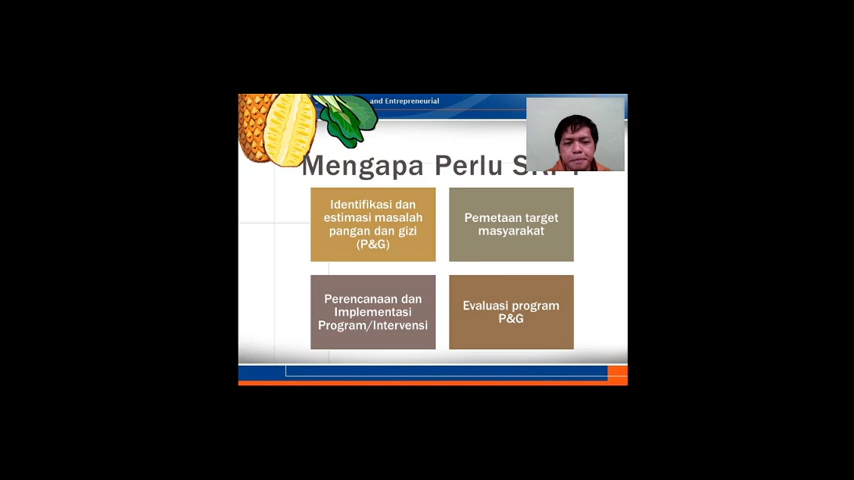 and Entrepreneurial
Mengapa Perlu
Identifikasi dan
estimasi masalah
pangan dan gizi
(P&G)
Pemetaan target
masyarakat
Perencanaan dan
Implementasi
Program/Intervensi
Evaluasi program
P&G